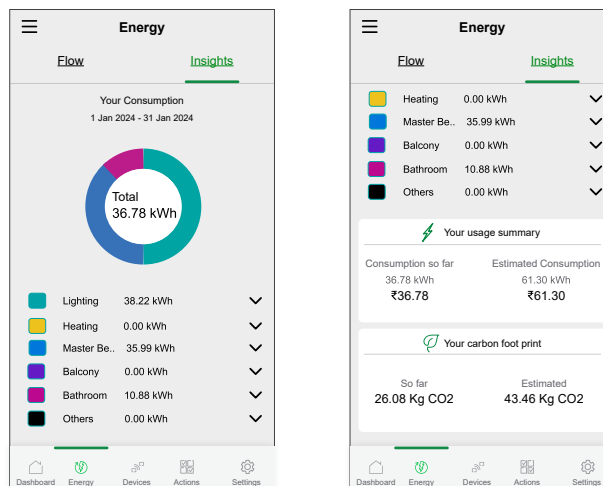 Energy
Flow Insights
Your Consumption
1 Jan 2024 - 31 Jan 2024
Total
36.78 kWh
Lighting 38.22 kWh
Heating 0.00 kWh
Master Be.. 35.99 kWh
Balcony 0.00 kWh
Bathroom 10.88 kWh
Others 0.00 kWh
Dashboard Energy Devices Actions Settings
Energy
Flow Insights
Heating 0.00 kWh
Master Be.. 35.99 kWh
Balcony 0.00 kWh
Bathroom 10.88 kWh
Others 0.00 kWh
Your usage summary
Consumption so far Estimated Consumption
36.78 kWh 61.30 kWh
₹36.78 ₹61.30
Your carbon foot print
So far Estimated
26.08 Kg CO2 43.46 Kg CO2
Dashboard Energy Devices Actions Settings